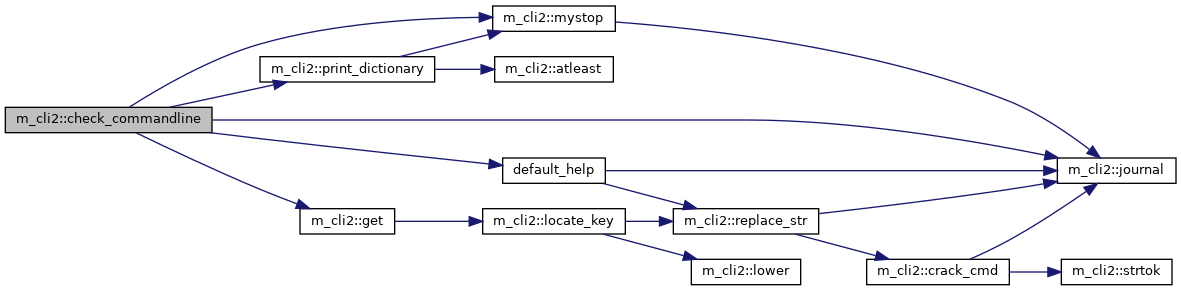 m_cli2::mystop
m_cli2::print_dictionary
m_cli2::atleast
m_cli2::check_commandline
default_help
m_cli2::journal
m_cli2::get
m_cli2::locate_key
m_cli2::replace_str
m_cli2::lower
m_cli2::crack_cmd
m_cli2::strtok